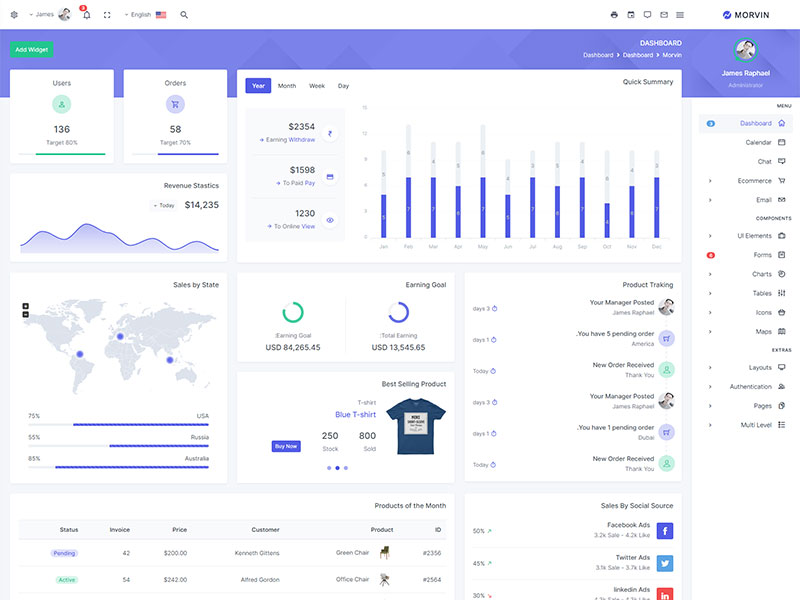 James
3
English
MORVIN
Add Widget
DASHBOARD
Dashboard > Dashboard > Morvin
James Raphael
Administrator
Users
136
Target 60%
Orders
58
Target 70%
Year Month Week Day
Quick Summary
$2354
Earning Withdraw
$1598
To Paid Pay
1230
To Online View
15
12
9
6
3
0
Jan Feb Mar Apr May Jun Jul Aug Sep Oct Nov Dec
Revenue Stastics
Today
$14,235
Sales by State
+
-
75% USA
55% Russia
85% Australia
Earning Goal
:Earning Goal
USD 84,265.45
:Total Earning
USD 13,545.65
Best Selling Product
T-shirt
Blue T-shirt
250 800
Stock Sold
Buy Now
Product Traking
Your Manager Posted
James Raphael
days 3
.You have 5 pending order
America
days 1
New Order Received
Thank You
Today
Your Manager Posted
James Raphael
days 3
.You have 1 pending order
Dubai
days 1
New Order Received
Thank You
Today
MENU
3 Dashboard
Calendar
Chat
Ecommerce
Email
COMPONENTS
UI Elements
6 Forms
Charts
Tables
Icons
Maps
EXTRAS
Layouts
Authentication
Pages
Multi Level
Products of the Month
Status Invoice Price Customer Product ID
Pending 42 $200.00 Kenneth Gittens Green Chair #2356
Active 54 $242.00 Alfred Gordon Office Chair #2564
Sales By Social Source
Facebook Ads
3.2k Sale - 4.2k Like
50%
Twitter Ads
3.1k Sale - 3.7k Like
45%
linkedin Ads
30%